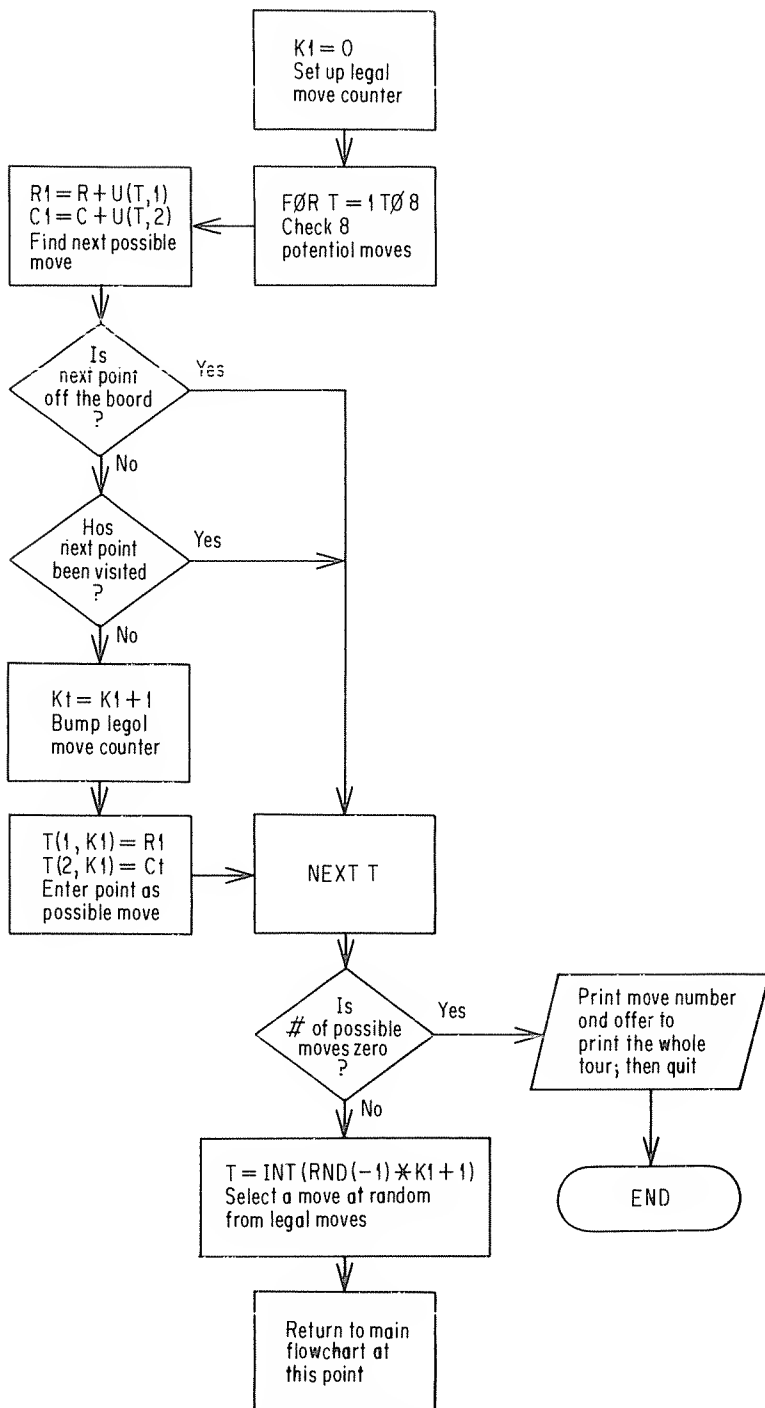 K1 = 0
Set up legal
move counter
FØR T = 1 TØ 8
Check 8
potentiol moves
R1 = R + U(T,1)
C1 = C + U(T,2)
Find next possible
move
Is
next point
off the boord
?
Yes
No
Hos
next point
been visited
?
Yes
No
Kt = K1 + 1
Bump legol
move counter
T(1, K1) = R1
T(2, K1) = Ct
Enter point as
possible move
NEXT T
Is
# of possible
moves zero
?
Yes
No
Print move number
ond offer to
print the whole
tour; then quit
END
T = INT (RND(-1) * K1 + 1)
Select a move at random
from legal moves
Return to main
flowchart at
this point